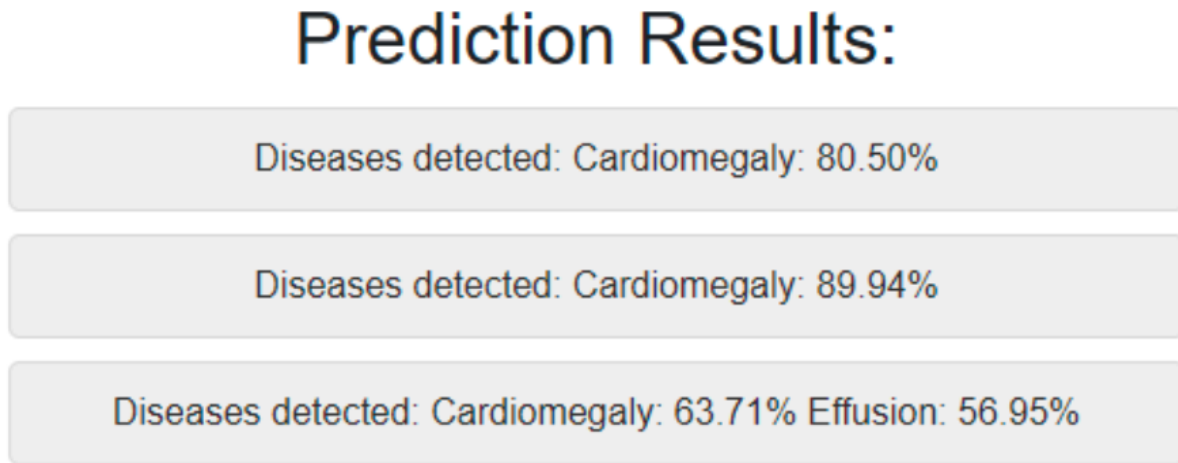 Prediction Results:
Diseases detected: Cardiomegaly: 80.50%
Diseases detected: Cardiomegaly: 89.94%
Diseases detected: Cardiomegaly: 63.71% Effusion: 56.95%